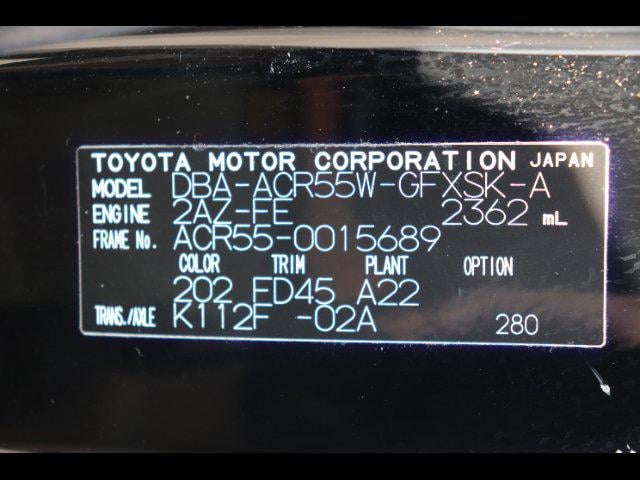 TOYOTA MOTOR CORPORATION JAPAN
MODEL DBA-ACR55W-GFXSK-A
ENGINE 2AZ-FE 2362 mL
FRAME No. ACR55-0015689
COLOR TRIM PLANT OPTION
202 FD45 A22
TRANS./AXLE K112F -02A 280